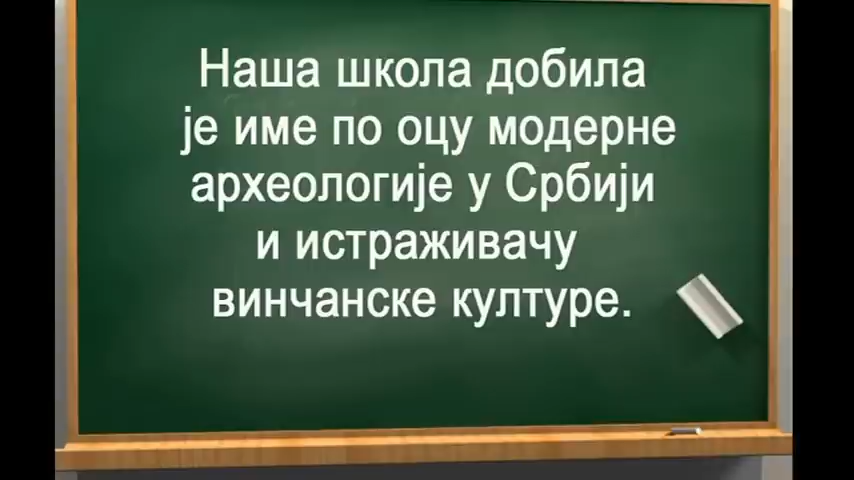 Наша школа добила
је име по оцу модерне
археологије у Србији
и истраживачу
винчанске културе.